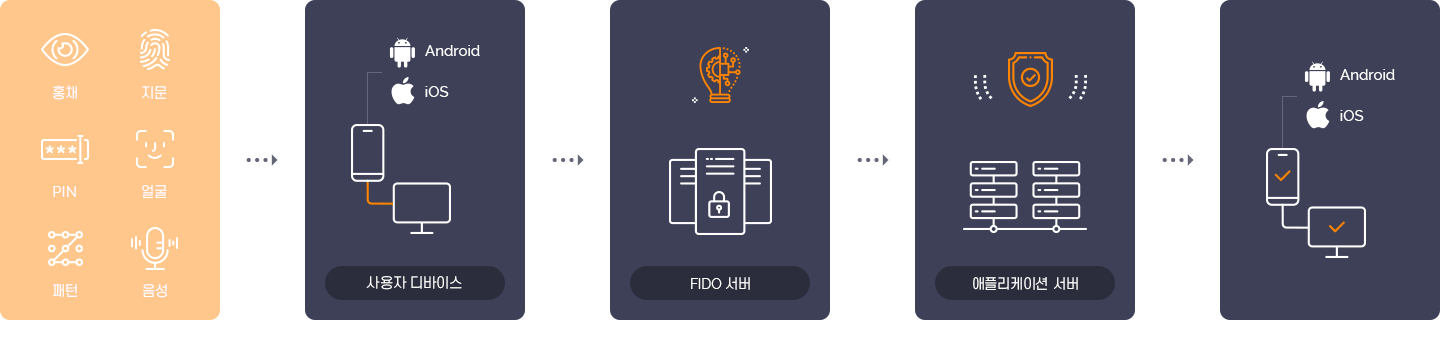 홍채
지문
PIN
얼굴
패턴
음성
Android
iOS
사용자 디바이스
FIDO 서버
애플리케이션 서버
Android
iOS